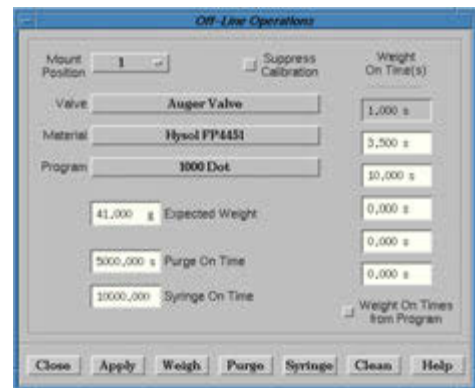 Off-Line Operations
Mount Position 1
Suppress Calibration
Weight On Time(s)
Valve Auger Valve
Material Hysol FP4451
Program 1000 Dot
1.000 s
3.500 s
10.000 s
0.000 s
0.000 s
0.000 s
41.000 g Expected Weight
5000.000 s Purge On Time
10000.000 Syringe On Time
Weight On Times from Program
Close Apply Weigh Purge Syringe Clean Help